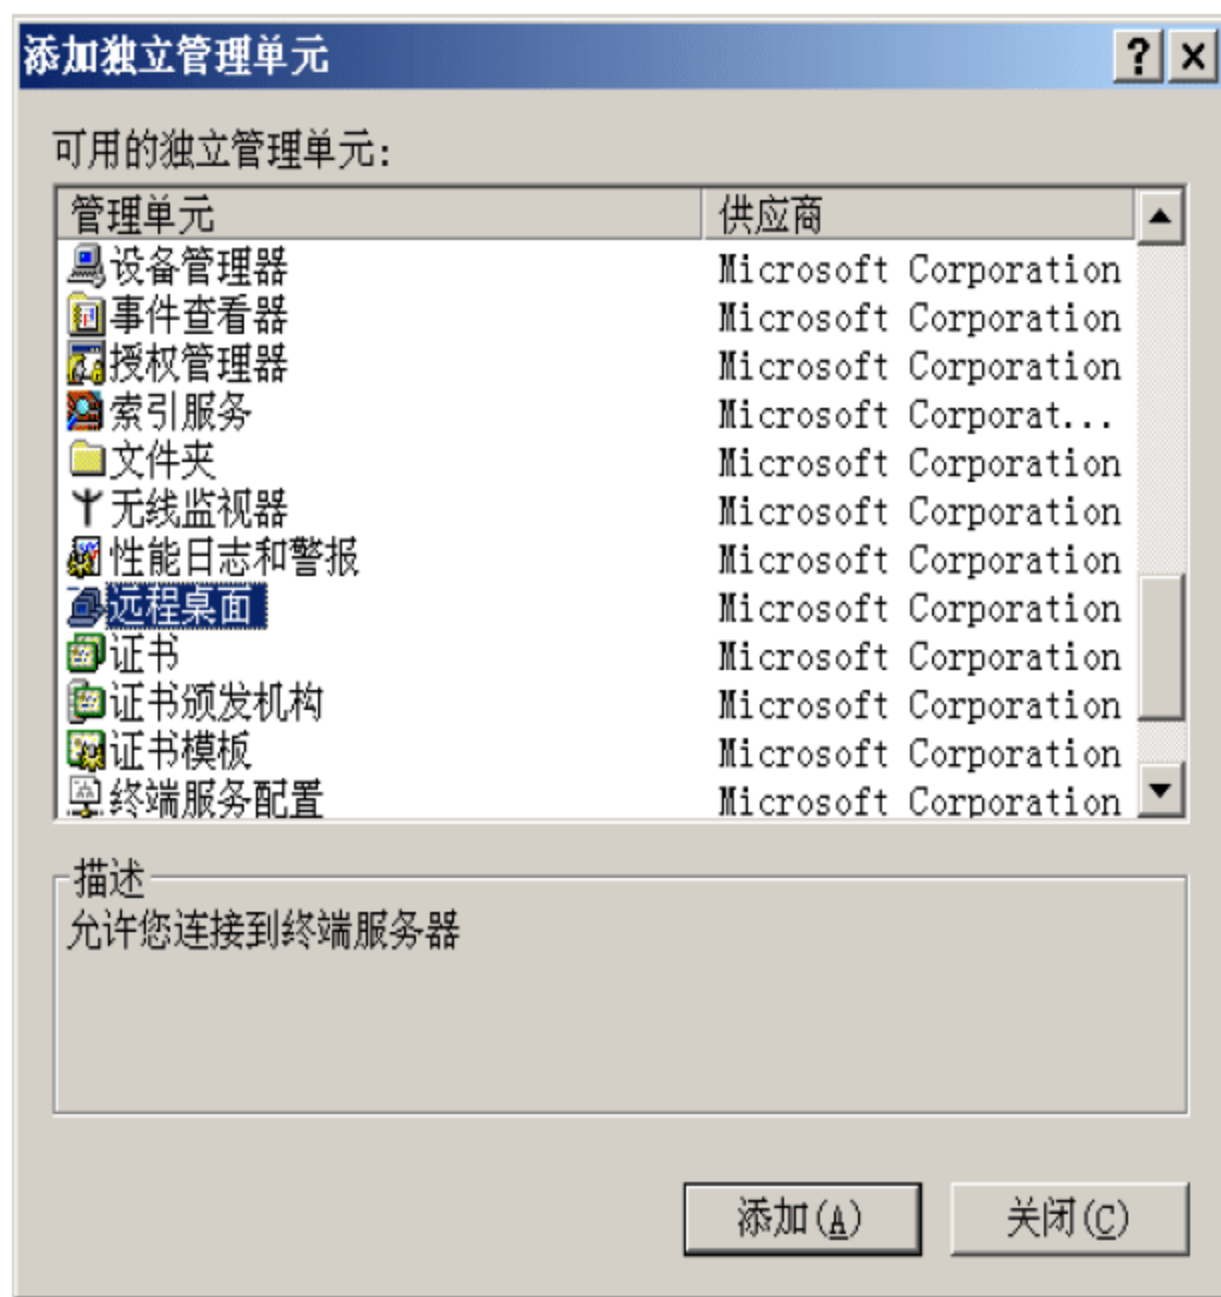 添加独立管理单元
可用的独立管理单元:
管理单元 供应商
设备管理器 Microsoft Corporation
事件查看器 Microsoft Corporation
授权管理器 Microsoft Corporation
索引服务 Microsoft Corporat...
文件夹 Microsoft Corporation
无线监视器 Microsoft Corporation
性能日志和警报 Microsoft Corporation
远程桌面 Microsoft Corporation
证书 Microsoft Corporation
证书颁发机构 Microsoft Corporation
证书模板 Microsoft Corporation
终端服务配置 Microsoft Corporation
描述
允许您连接到终端服务器
添加(A) 关闭(C)